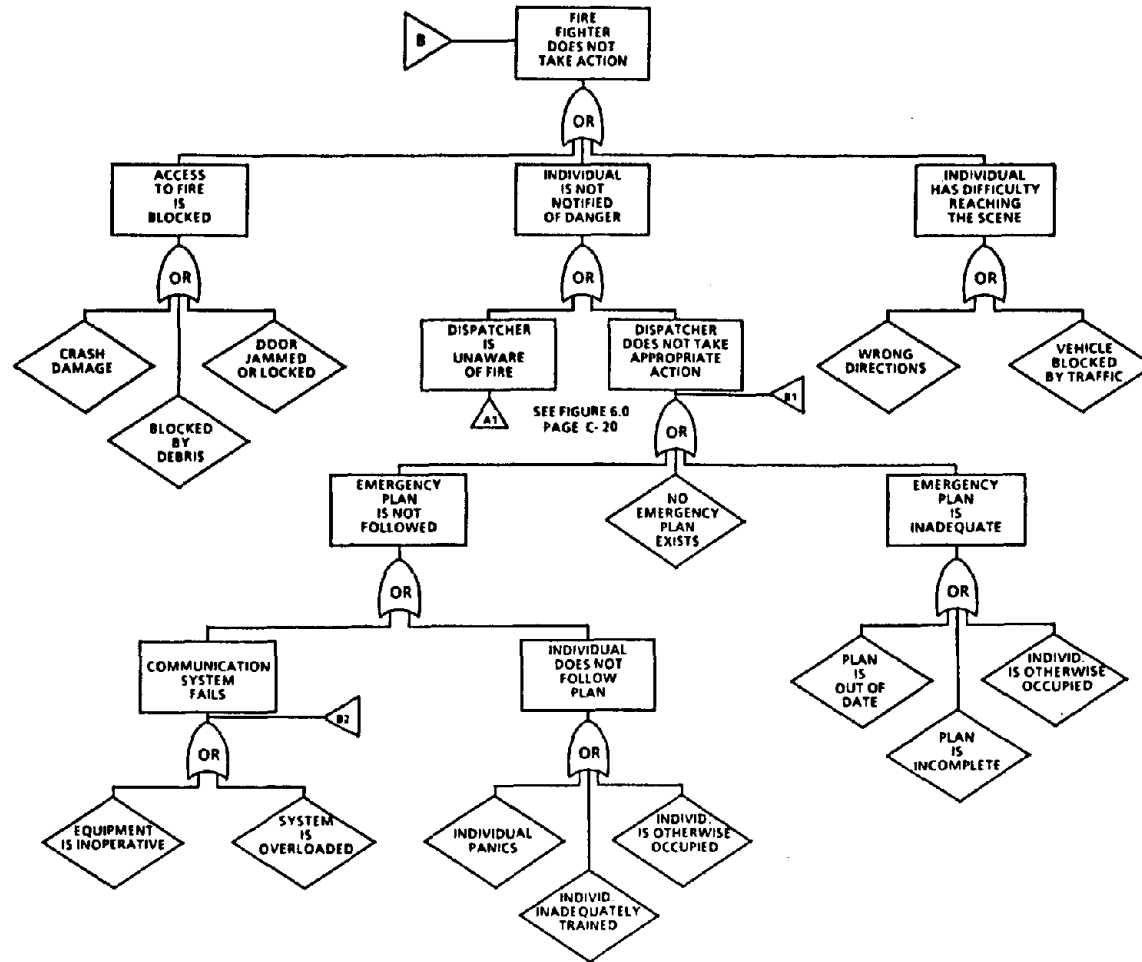 B
FIRE
FIGHTER
DOES NOT
TAKE ACTION
OR
ACCESS
TO FIRE
IS
BLOCKED
INDIVIDUAL
IS NOT
NOTIFIED
OF DANGER
INDIVIDUAL
HAS DIFFICULTY
REACHING
THE SCENE
OR
OR
OR
CRASH
DAMAGE
BLOCKED
BY
DEBRIS
DOOR
JAMMED
OR LOCKED
DISPATCHER
IS
UNAWARE
OF FIRE
DISPATCHER
DOES NOT TAKE
APPROPRIATE
ACTION
WRONG
DIRECTIONS
VEHICLE
BLOCKED
BY TRAFFIC
A1
SEE FIGURE 6.0
PAGE C-20
B1
OR
EMERGENCY
PLAN
IS NOT
FOLLOWED
NO
EMERGENCY
PLAN
EXISTS
EMERGENCY
PLAN
IS
INADEQUATE
OR
OR
COMMUNICATION
SYSTEM
FAILS
INDIVIDUAL
DOES NOT
FOLLOW
PLAN
PLAN
IS
OUT OF
DATE
PLAN
IS
INCOMPLETE
INDIVID.
IS OTHERWISE
OCCUPIED
B2
OR
OR
EQUIPMENT
IS INOPERATIVE
SYSTEM
IS
OVERLOADED
INDIVIDUAL
PANICS
INDIVID.
INADEQUATELY
TRAINED
INDIVID.
IS OTHERWISE
OCCUPIED